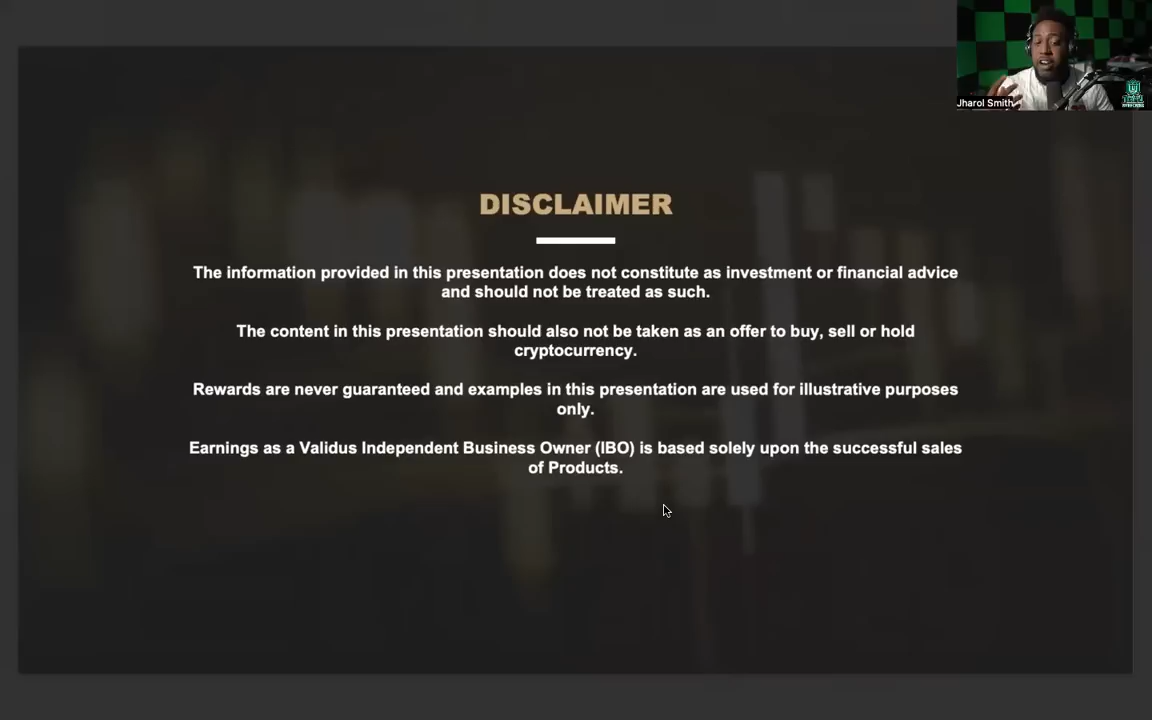 Jharol Smith
DISCLAIMER
The information provided in this presentation does not constitute as investment or financial advice
and should not be treated as such.
The content in this presentation should also not be taken as an offer to buy, sell or hold
cryptocurrency.
Rewards are never guaranteed and examples in this presentation are used for illustrative purposes
only.
Earnings as a Validus Independent Business Owner (IBO) is based solely upon the successful sales
of Products.